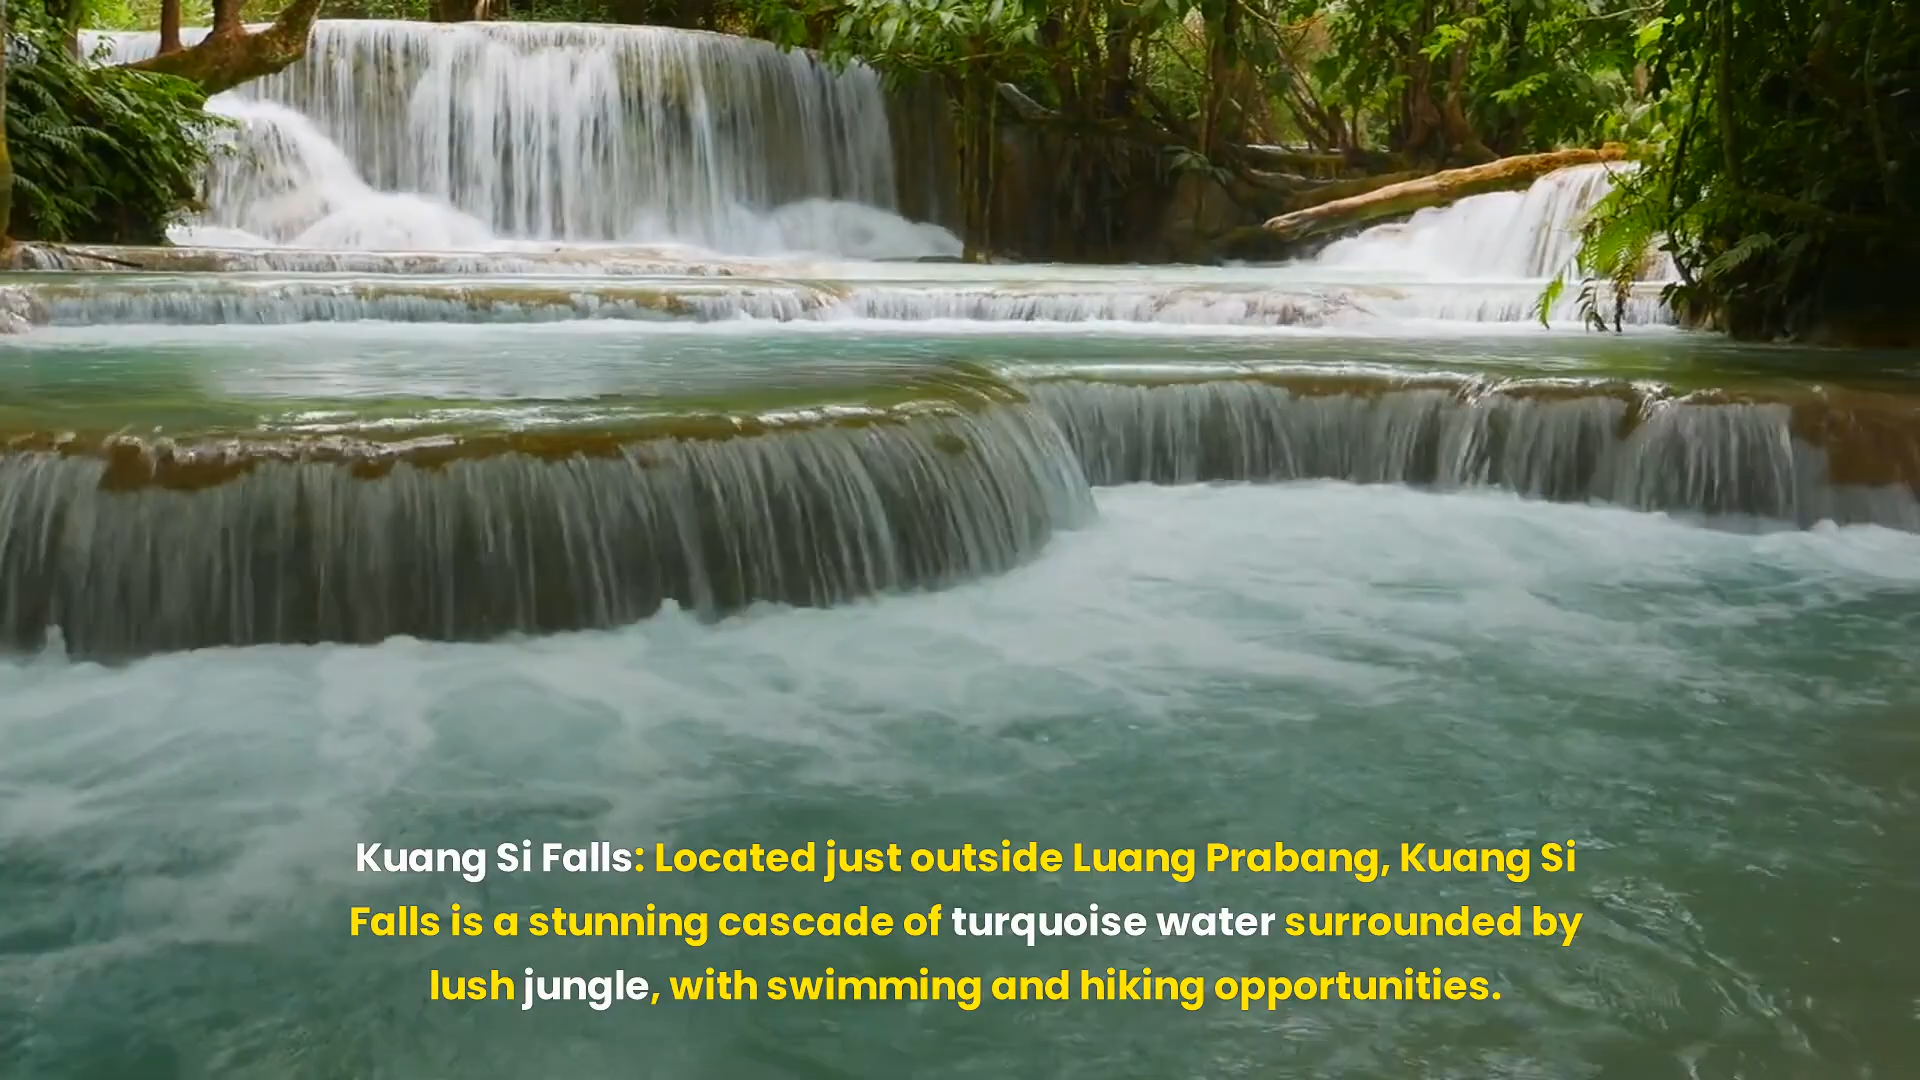 Kuang Si Falls: Located just outside Luang Prabang, Kuang Si
Falls is a stunning cascade of turquoise water surrounded by
lush jungle, with swimming and hiking opportunities.